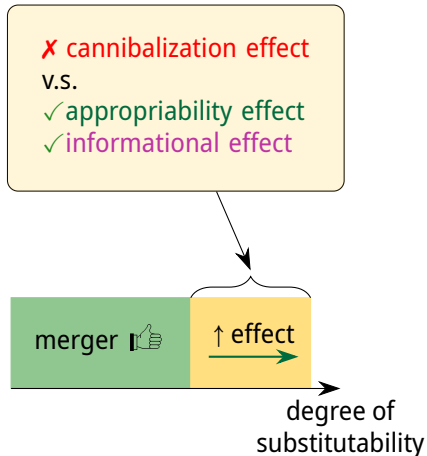 ✗ cannibalization effect
v.s.
✓appropriability effect
✓informational effect
merger 👍
↑ effect
degree of
substitutability